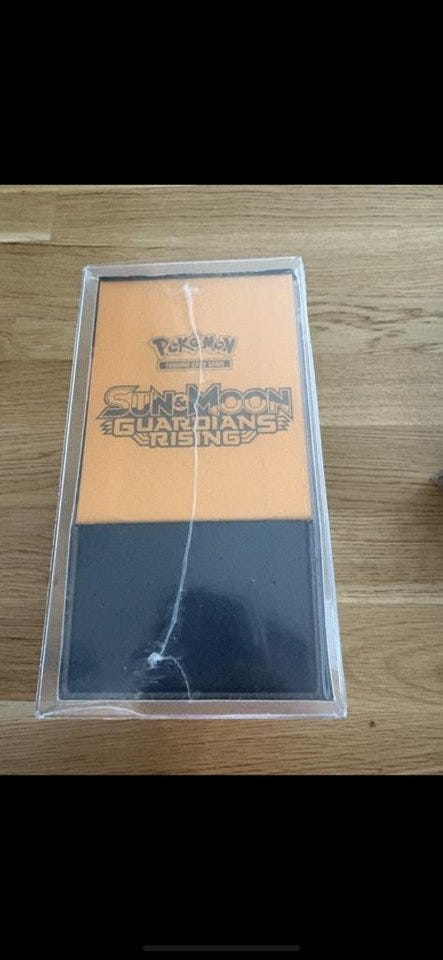 Pokémon
TRADING CARD GAME
SUN & MOON
GUARDIANS
RISING